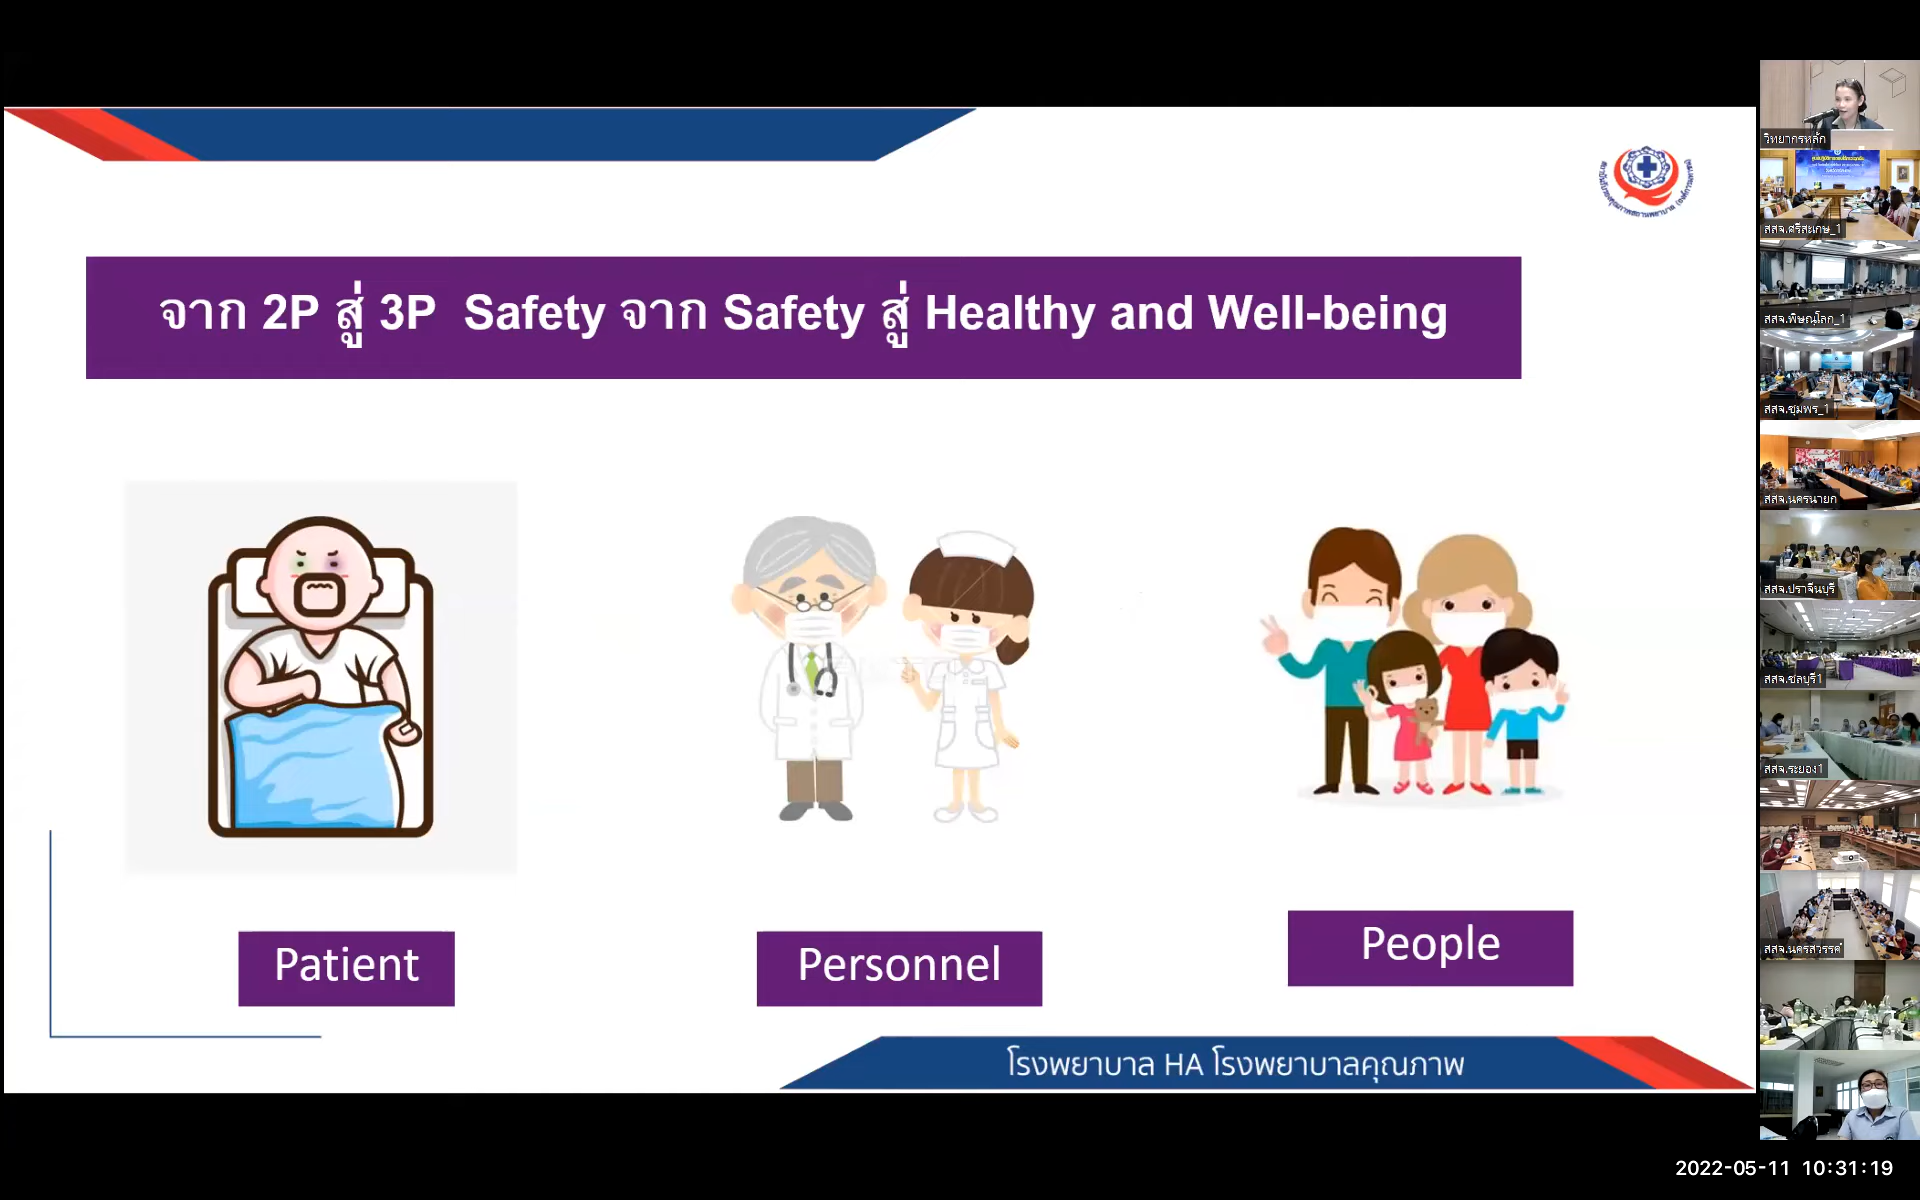 จาก 2P สู่ 3P  Safety จาก Safety สู่ Healthy and Well-being
Patient
Personnel
People
โรงพยาบาล HA โรงพยาบาลคุณภาพ
วิทยากรหลัก
สสจ.ศรีสะเกษ_1
สสจ.พิษณุโลก_1
สสจ.ชุมพร_1
สสจ.นครนายก
สสจ.ปราจีนบุรี
สสจ.ชลบุรี1
สสจ.ระยอง1
สสจ.นครสวรรค์
2022-05-11 10:31:19